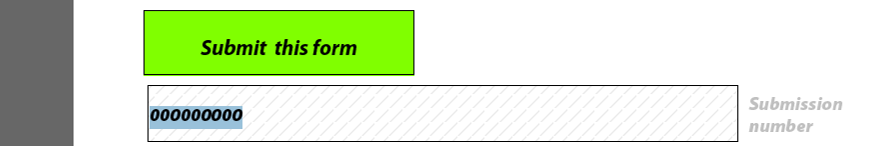 Submit this form
000000000
Submission
number